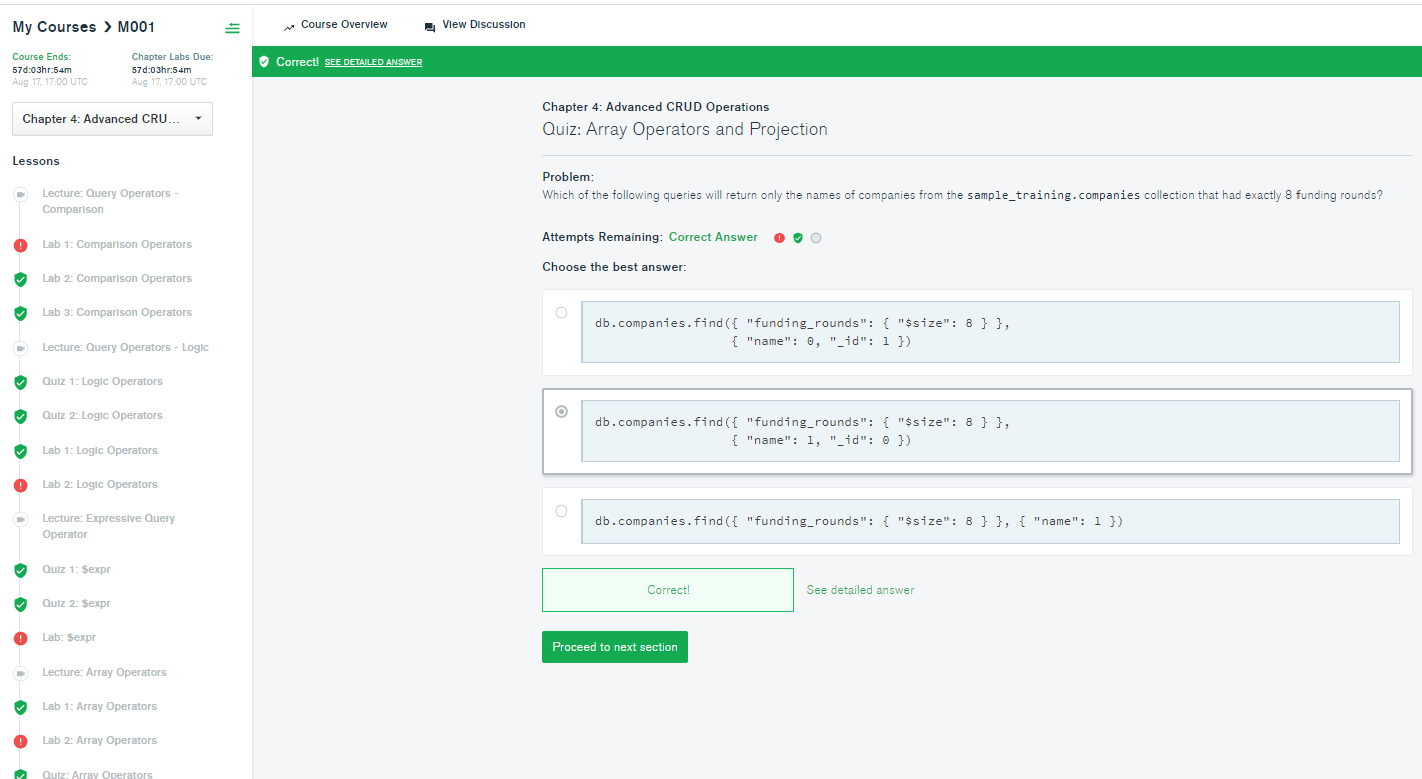 My Courses ❯ M001
Course Ends:
57d:03hr:54m
Aug 17, 17:00 UTC
Chapter Labs Due:
57d:03hr:54m
Aug 17, 17:00 UTC
Chapter 4: Advanced CRU...
Lessons
Lecture: Query Operators -
Comparison
Lab 1: Comparison Operators
Lab 2: Comparison Operators
Lab 3: Comparison Operators
Lecture: Query Operators - Logic
Quiz 1: Logic Operators
Quiz 2: Logic Operators
Lab 1: Logic Operators
Lab 2: Logic Operators
Lecture: Expressive Query
Operator
Quiz 1: $expr
Quiz 2: $expr
Lab: $expr
Lecture: Array Operators
Lab 1: Array Operators
Lab 2: Array Operators
Quiz: Array Operators
Course Overview
View Discussion
Correct! SEE DETAILED ANSWER
Chapter 4: Advanced CRUD Operations
Quiz: Array Operators and Projection
Problem:
Which of the following queries will return only the names of companies from the sample_training.companies collection that had exactly 8 funding rounds?
Attempts Remaining: Correct Answer
Choose the best answer:
db.companies.find({ "funding_rounds": { "$size": 8 } },
{ "name": 0, "_id": 1 })
db.companies.find({ "funding_rounds": { "$size": 8 } },
{ "name": 1, "_id": 0 })
db.companies.find({ "funding_rounds": { "$size": 8 } }, { "name": 1 })
Correct!
See detailed answer
Proceed to next section